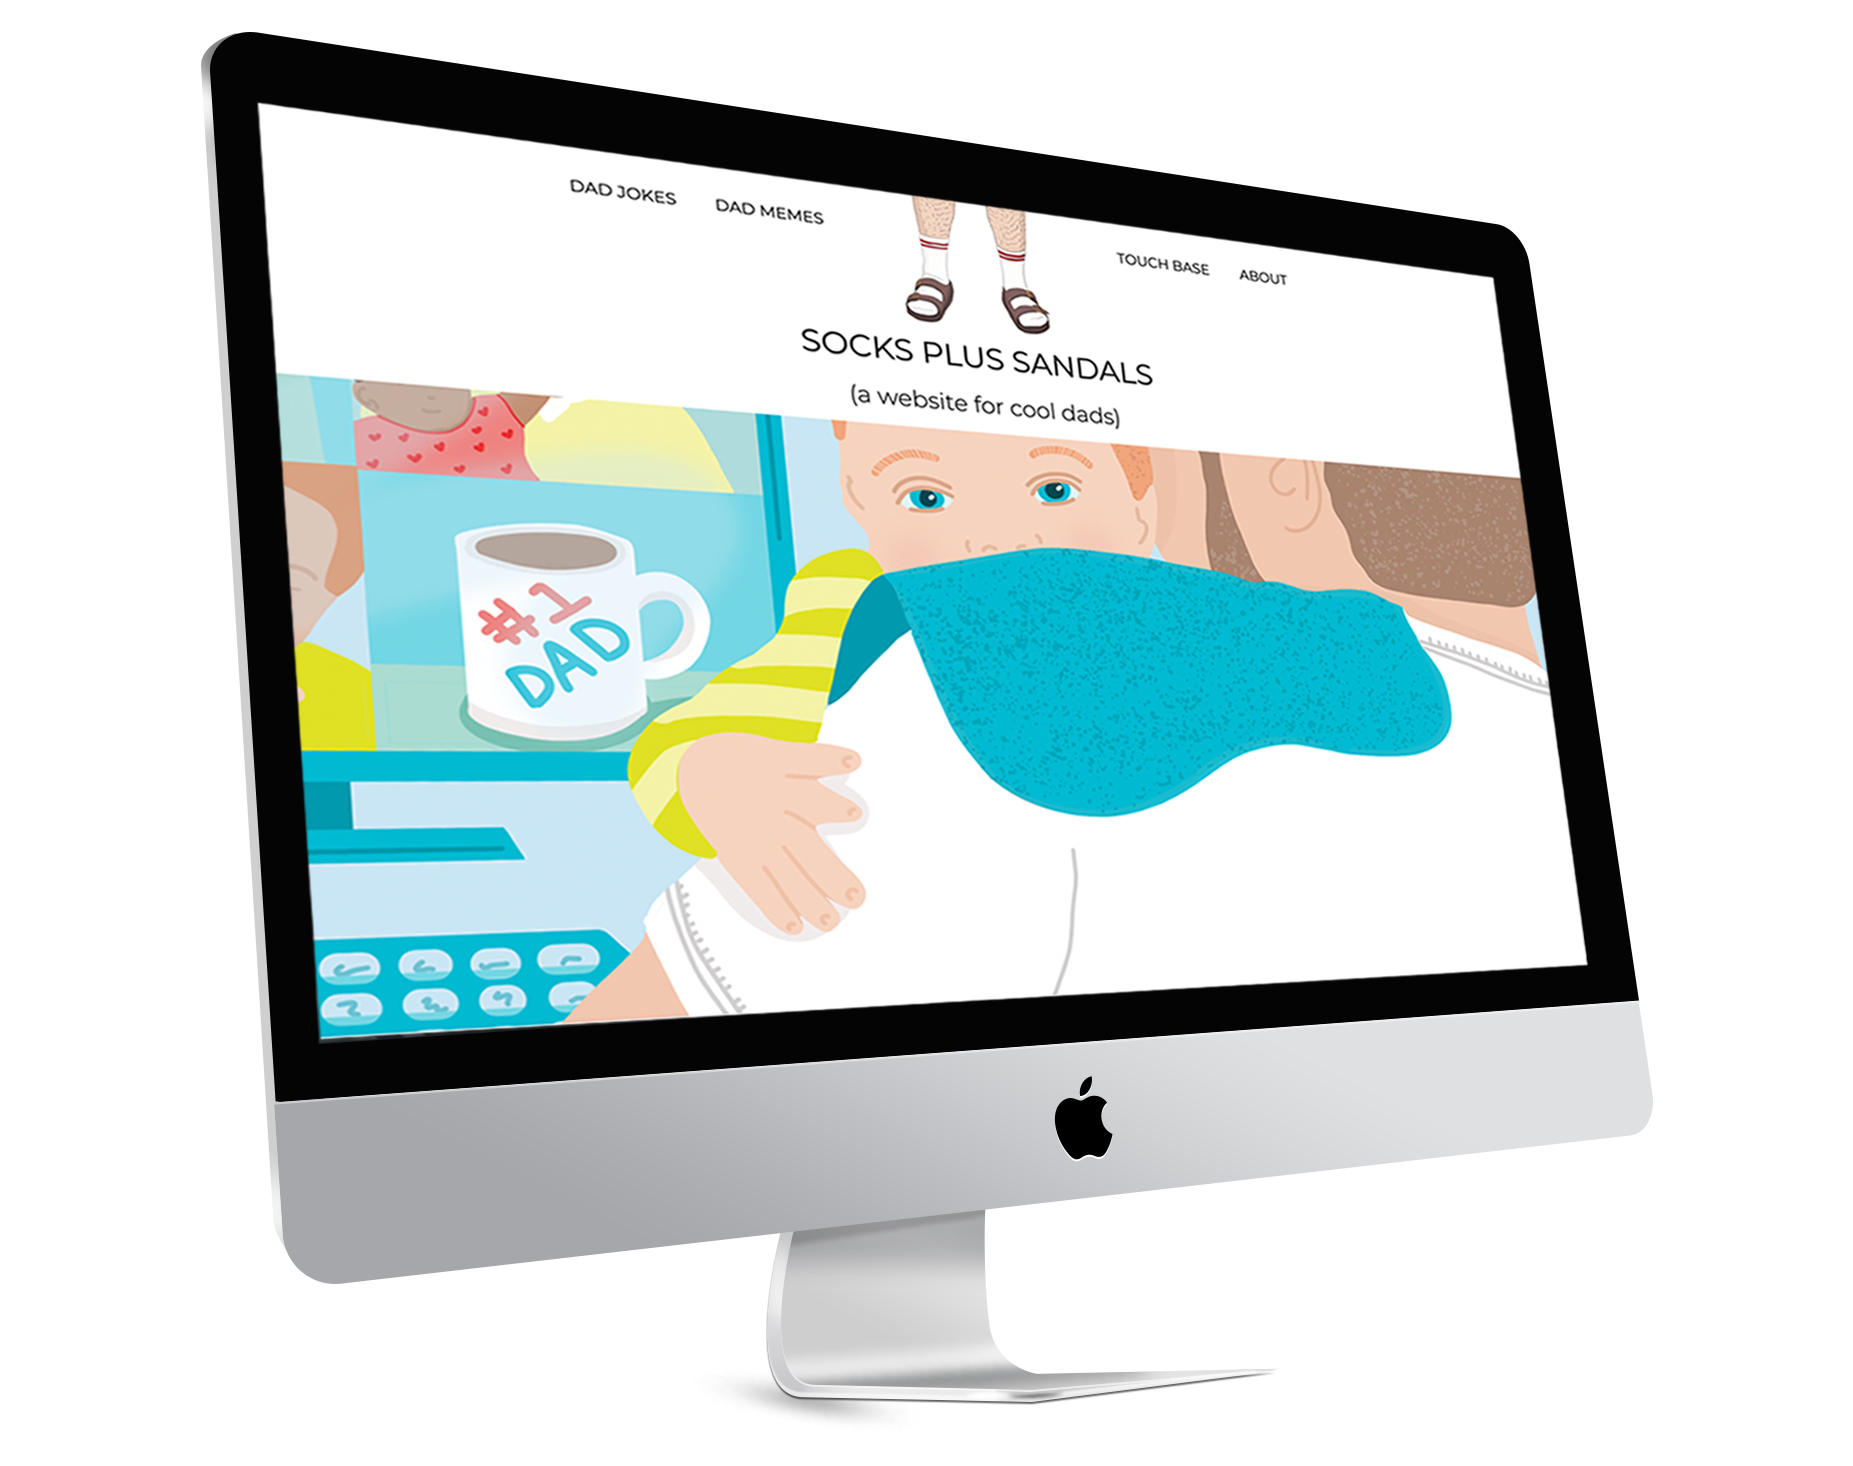 DAD JOKES
DAD MEMES
TOUCH BASE
ABOUT
SOCKS PLUS SANDALS
(a website for cool dads)
#1
DAD